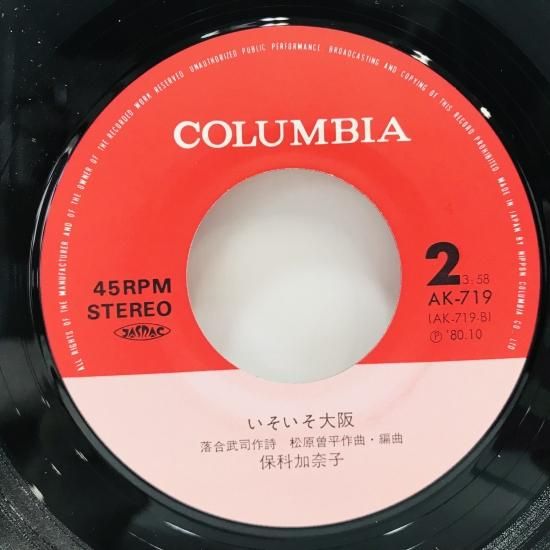 ALL RIGHTS OF THE MANUFACTURER AND OF THE OWNER OF THE RECORDED WORK RESERVED UNAUTHORIZED PUBLIC PERFORMANCE BROADCASTING AND COPYING OF THIS RECORD PROHIBITED MADE IN JAPAN BY NIPPON COLUMBIA CO., LTD.
COLUMBIA
45RPM
STEREO
JASRAC
2 3:58
AK-719
(AK-719-B)
Ⓟ '80.10
いそいそ大阪
落合武司作詩 松原曽平作曲・編曲
保科加奈子